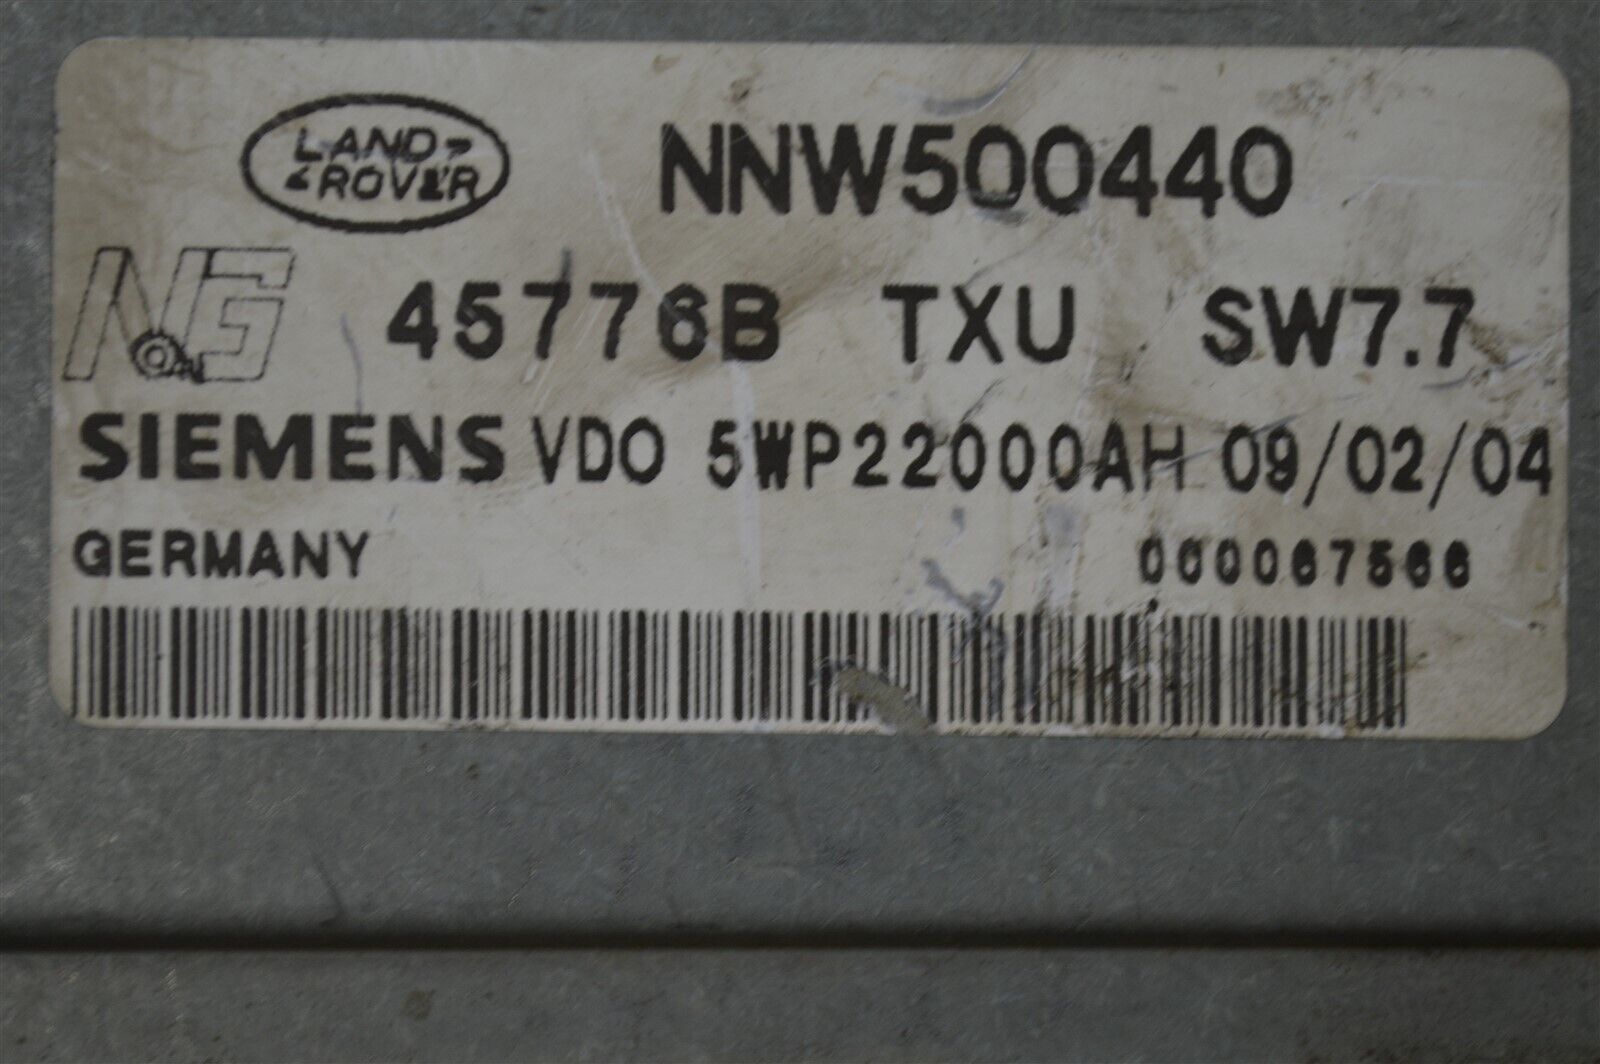 LAND
ROVER
NNW500440
NG
45776B TXU SW7.7
SIEMENS VDO 5WP22000AH 09/02/04
GERMANY
000067566